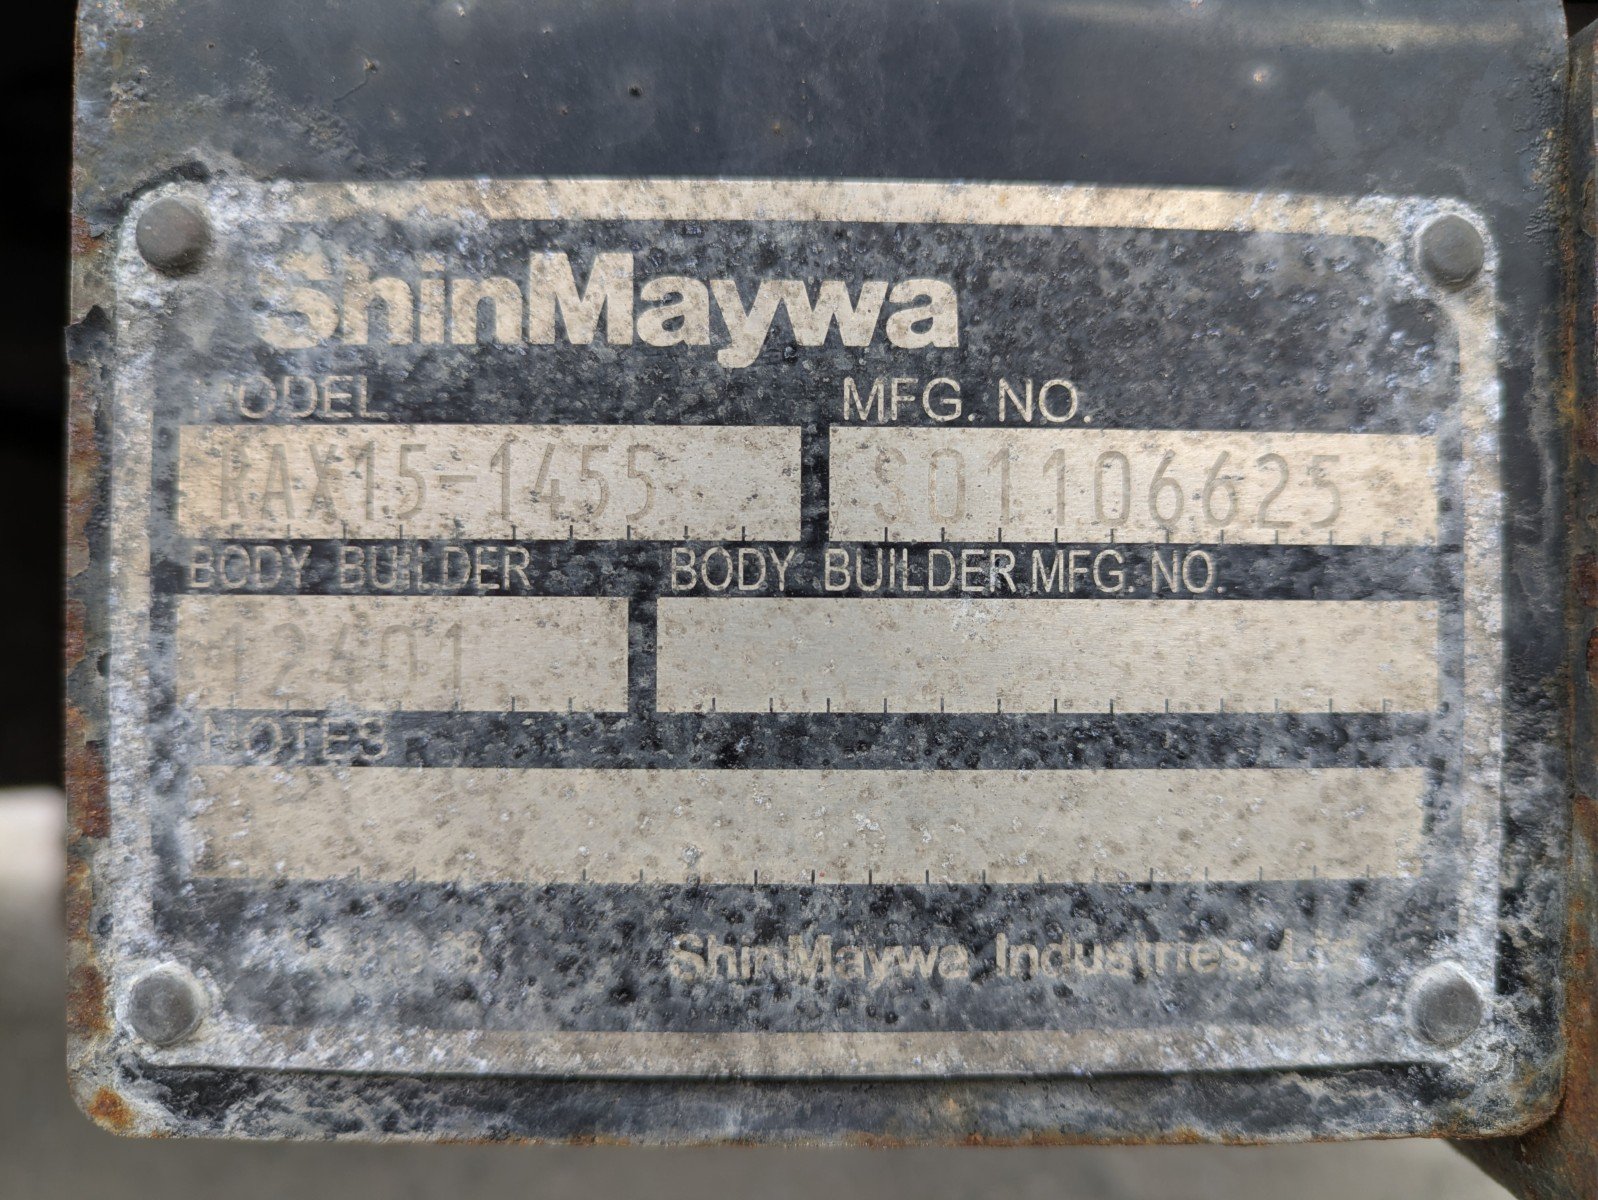 ShinMaywa
MODEL MFG. NO.
RAX15-1455 S01106625
BODY BUILDER BODY BUILDER MFG. NO.
12401
NOTES
ShinMaywa Industries, Ltd.